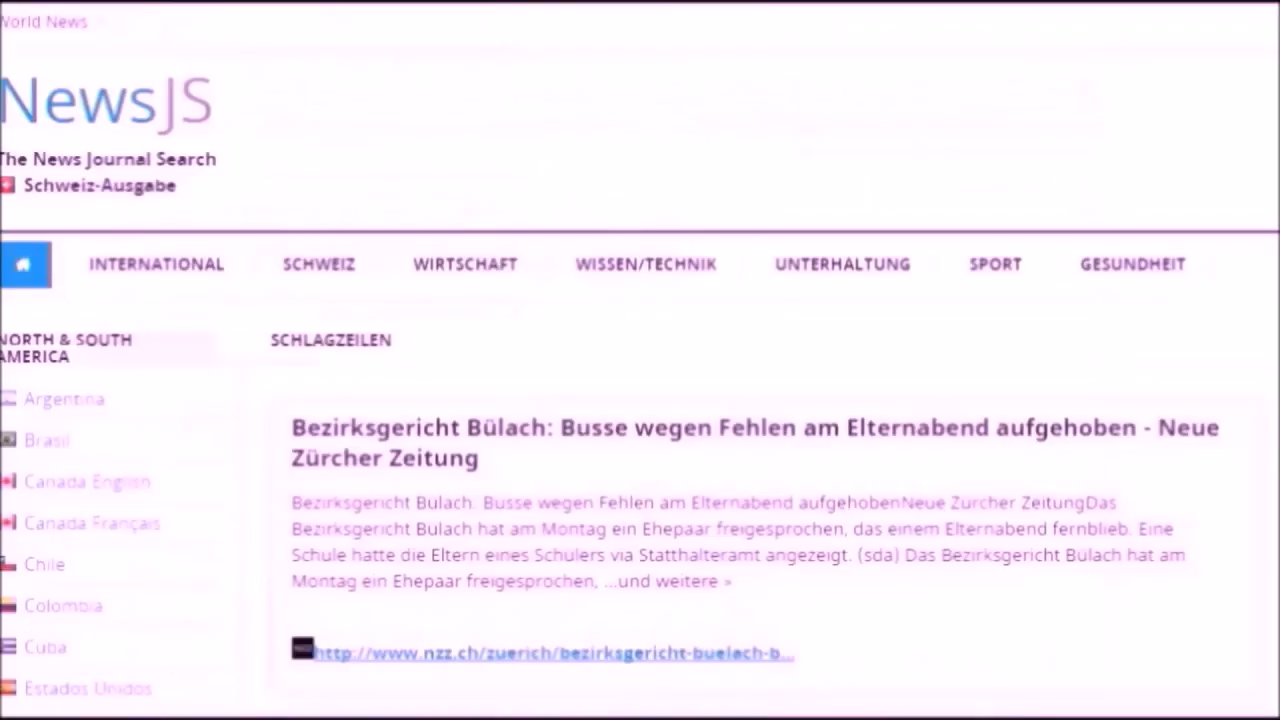 World News
NewsJS
The News Journal Search
Schweiz-Ausgabe
INTERNATIONAL SCHWEIZ WIRTSCHAFT WISSEN/TECHNIK UNTERHALTUNG SPORT GESUNDHEIT
NORTH & SOUTH
AMERICA
SCHLAGZEILEN
Argentina
Brasil
Canada English
Canada Français
Chile
Colombia
Cuba
Estados Unidos
Bezirksgericht Bülach: Busse wegen Fehlen am Elternabend aufgehoben - Neue
Zürcher Zeitung
Bezirksgericht Bülach: Busse wegen Fehlen am Elternabend aufgehobenNeue Zürcher ZeitungDas
Bezirksgericht Bülach hat am Montag ein Ehepaar freigesprochen, das einem Elternabend fernblieb. Eine
Schule hatte die Eltern eines Schülers via Statthalteramt angezeigt. (sda) Das Bezirksgericht Bülach hat am
Montag ein Ehepaar freigesprochen, ...und weitere »
http://www.nzz.ch/zuerich/bezirksgericht-buelach-b...